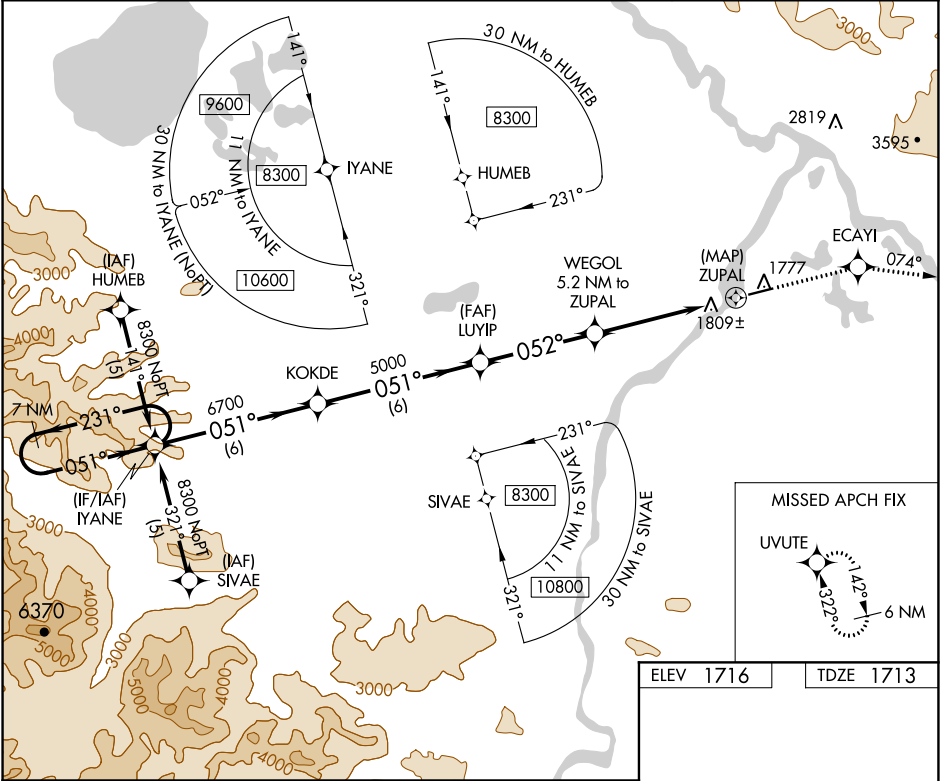 141°
9600
30 NM to IYANE (NoPT)
11 NM to IYANE
8300
052°
IYANE
10600
321°
30 NM to HUMEB
141°
8300
HUMEB
231°
2819
3595
ECAYI
074°
(MAP)
ZUPAL
1777
1809±
WEGOL
5.2 NM to
ZUPAL
(FAF)
LUYIP
052°
KOKDE
5000
051°
(6)
6700
051°
(6)
3000
(IAF)
HUMEB
4000
8300 NoPT
141°
(5)
7 NM
231°
051°
(IF/IAF)
IYANE
8300 NoPT
321°
(5)
(IAF)
SIVAE
3000
6370
4000
5000
3000
5000
4000
3000
4000
231°
SIVAE
8300
11 NM to SIVAE
30 NM to SIVAE
10800
321°
MISSED APCH FIX
UVUTE
142°
322°
6 NM
ELEV 1716
TDZE 1713